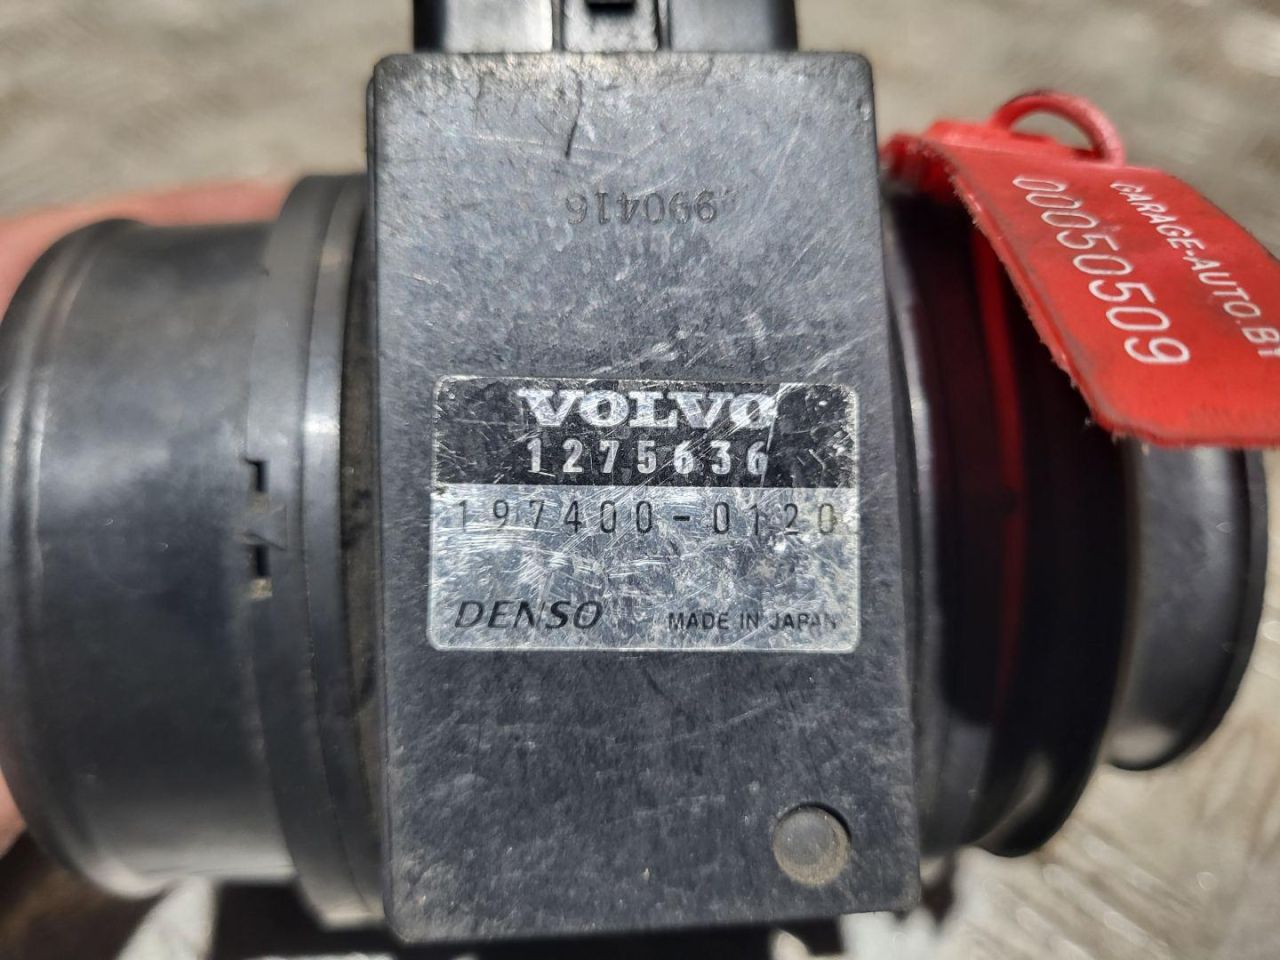 990416
GARAGE-AUTO.BY
00050509
VOLVO
1275636
197400-0120
DENSO MADE IN JAPAN